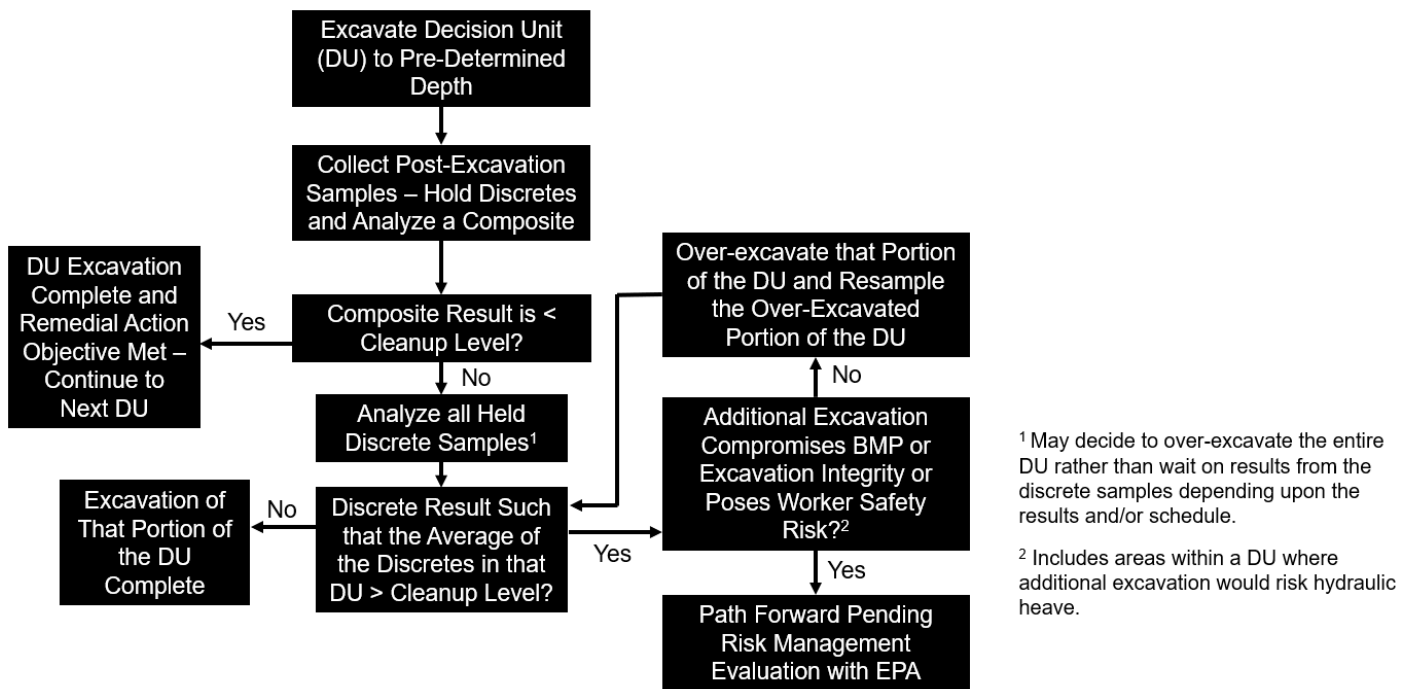 Excavate Decision Unit
(DU) to Pre-Determined
Depth
Collect Post-Excavation
Samples – Hold Discretes
and Analyze a Composite
DU Excavation
Complete and
Remedial Action
Objective Met –
Continue to
Next DU
Yes
Composite Result is <
Cleanup Level?
No
Analyze all Held
Discrete Samples¹
Excavation of
That Portion of
the DU
Complete
No
Discrete Result Such
that the Average of
the Discretes in that
DU > Cleanup Level?
Yes
Over-excavate that Portion
of the DU and Resample
the Over-Excavated
Portion of the DU
No
Additional Excavation
Compromises BMP or
Excavation Integrity or
Poses Worker Safety
Risk?²
Yes
Path Forward Pending
Risk Management
Evaluation with EPA
¹ May decide to over-excavate the entire
DU rather than wait on results from the
discrete samples depending upon the
results and/or schedule.
² Includes areas within a DU where
additional excavation would risk hydraulic
heave.